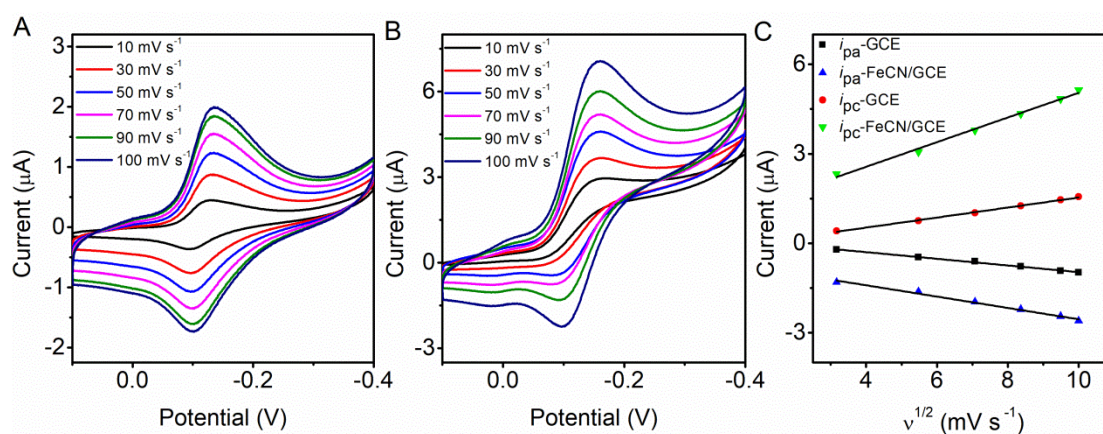 A
3
2
1
0
-1
-2
Current (μA)
10 mV s⁻¹
30 mV s⁻¹
50 mV s⁻¹
70 mV s⁻¹
90 mV s⁻¹
100 mV s⁻¹
0.0
-0.2
-0.4
Potential (V)
B
6
3
0
-3
Current (μA)
10 mV s⁻¹
30 mV s⁻¹
50 mV s⁻¹
70 mV s⁻¹
90 mV s⁻¹
100 mV s⁻¹
0.0
-0.2
-0.4
Potential (V)
C
6
3
0
-3
Current (μA)
ipa-GCE
ipa-FeCN/GCE
ipc-GCE
ipc-FeCN/GCE
4
6
8
10
ν¹/² (mV s⁻¹)